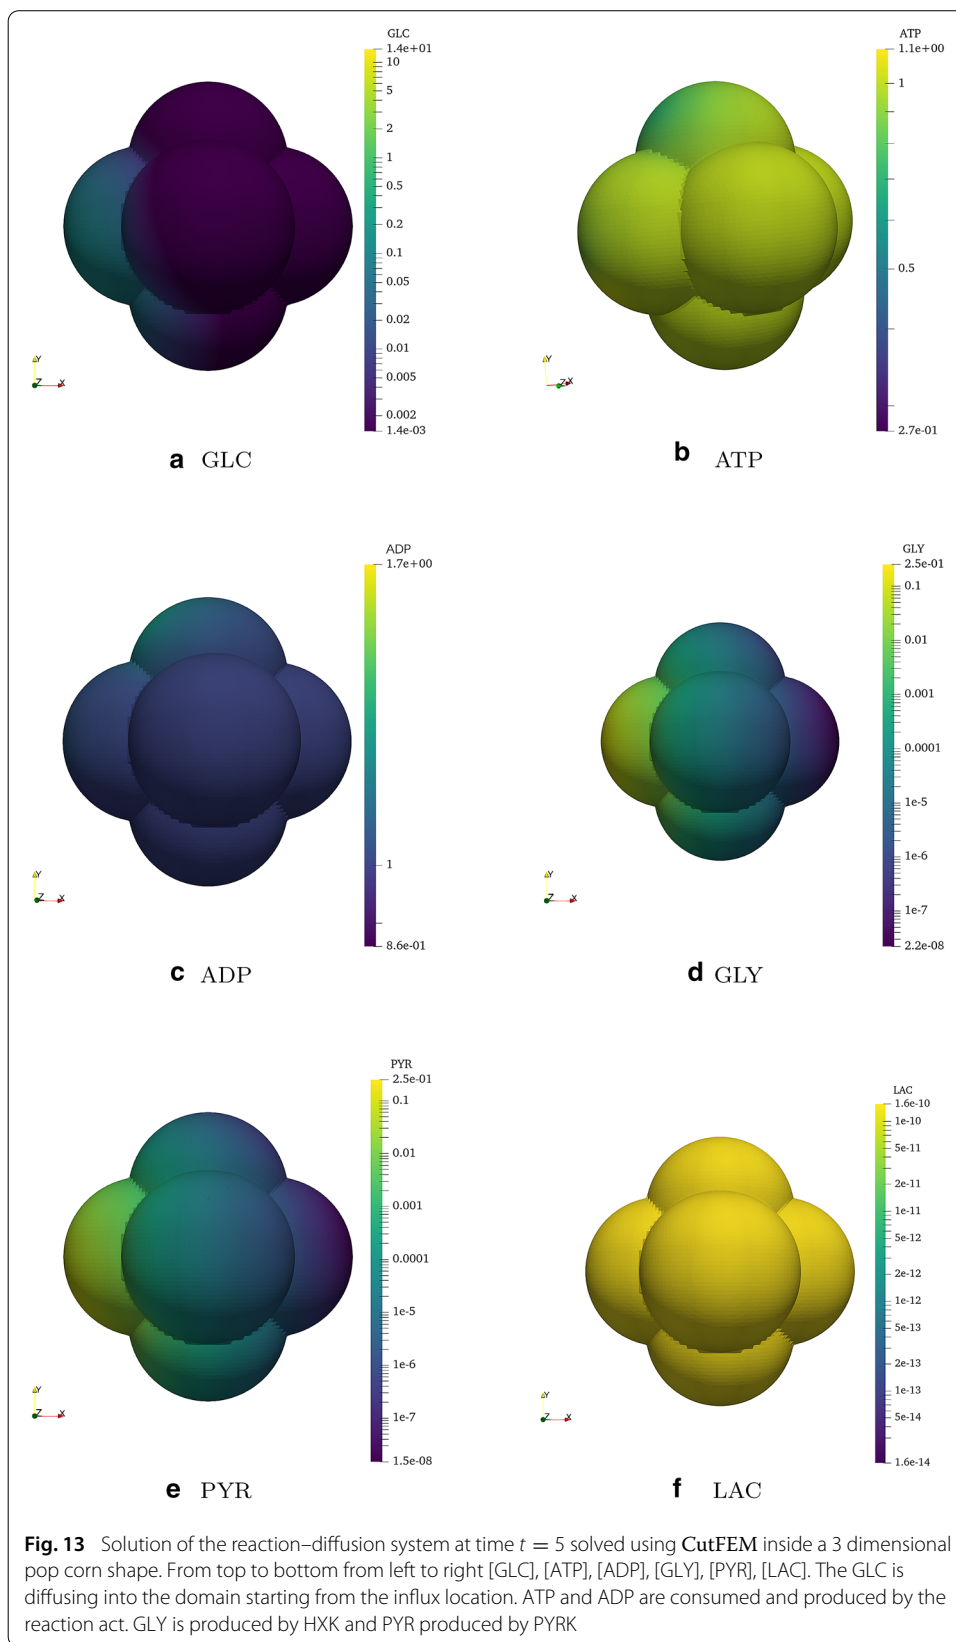 GLC
1.4e+01
10
5
2
1
0.5
0.2
0.1
0.05
0.02
0.01
0.005
0.002
1.4e-03
Y
Z X
a GLC
ATP
1.1e+00
1
0.5
2.7e-01
Y
Z X
b ATP
ADP
1.7e+00
1
8.6e-01
Y
Z X
c ADP
GLY
2.5e-01
0.1
0.01
0.001
0.0001
1e-5
1e-6
1e-7
2.2e-08
Y
Z X
d GLY
PYR
2.5e-01
0.1
0.01
0.001
0.0001
1e-5
1e-6
1e-7
1.5e-08
Y
Z X
e PYR
LAC
1.6e-10
1e-10
5e-11
2e-11
1e-11
5e-12
2e-12
1e-12
5e-13
2e-13
1e-13
5e-14
1.6e-14
Y
Z X
f LAC
Fig. 13 Solution of the reaction–diffusion system at time t = 5 solved using CutFEM inside a 3 dimensional
pop corn shape. From top to bottom from left to right [GLC], [ATP], [ADP], [GLY], [PYR], [LAC]. The GLC is
diffusing into the domain starting from the influx location. ATP and ADP are consumed and produced by the
reaction act. GLY is produced by HXK and PYR produced by PYRK